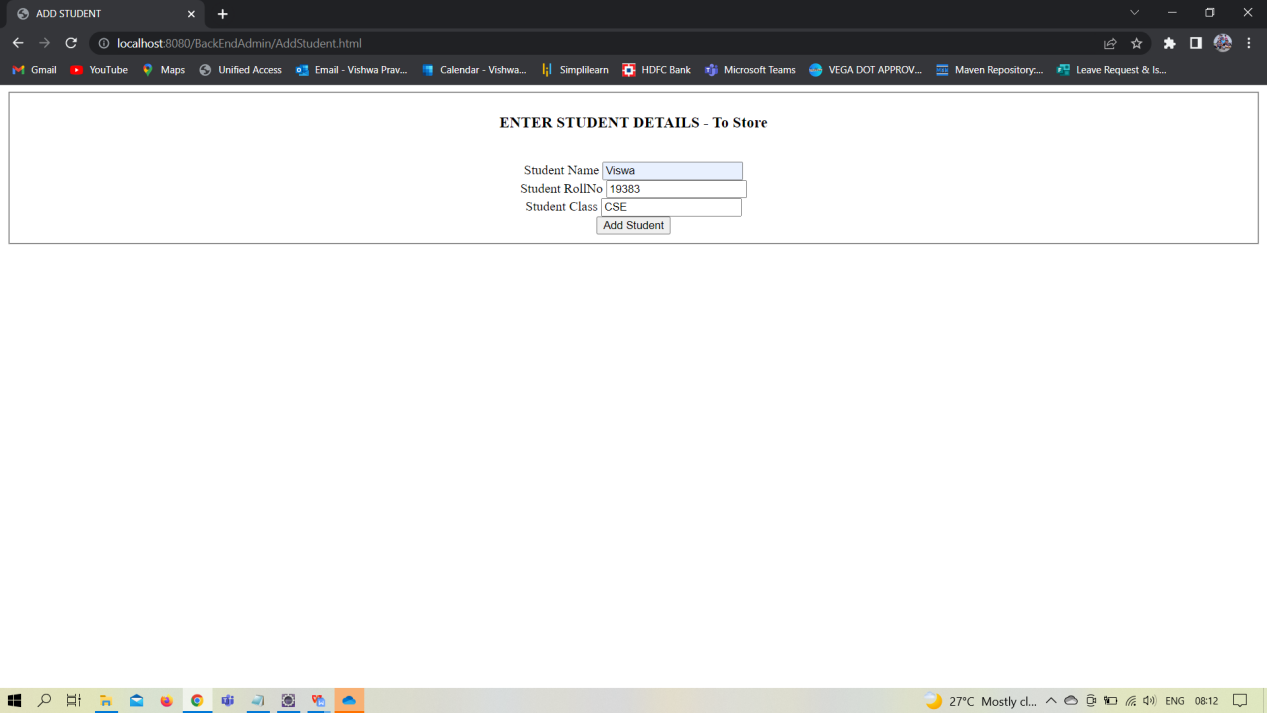 ADD STUDENT
localhost:8080/BackEndAdmin/AddStudent.html
Gmail YouTube Maps Unified Access Email - Vishwa Prav... Calendar - Vishwa... Simplilearn HDFC Bank Microsoft Teams VEGA DOT APPROV... Maven Repository:... Leave Request & Is...
ENTER STUDENT DETAILS - To Store
Student Name Viswa
Student RollNo 19383
Student Class CSE
Add Student
27°C Mostly cl... ENG 08:12